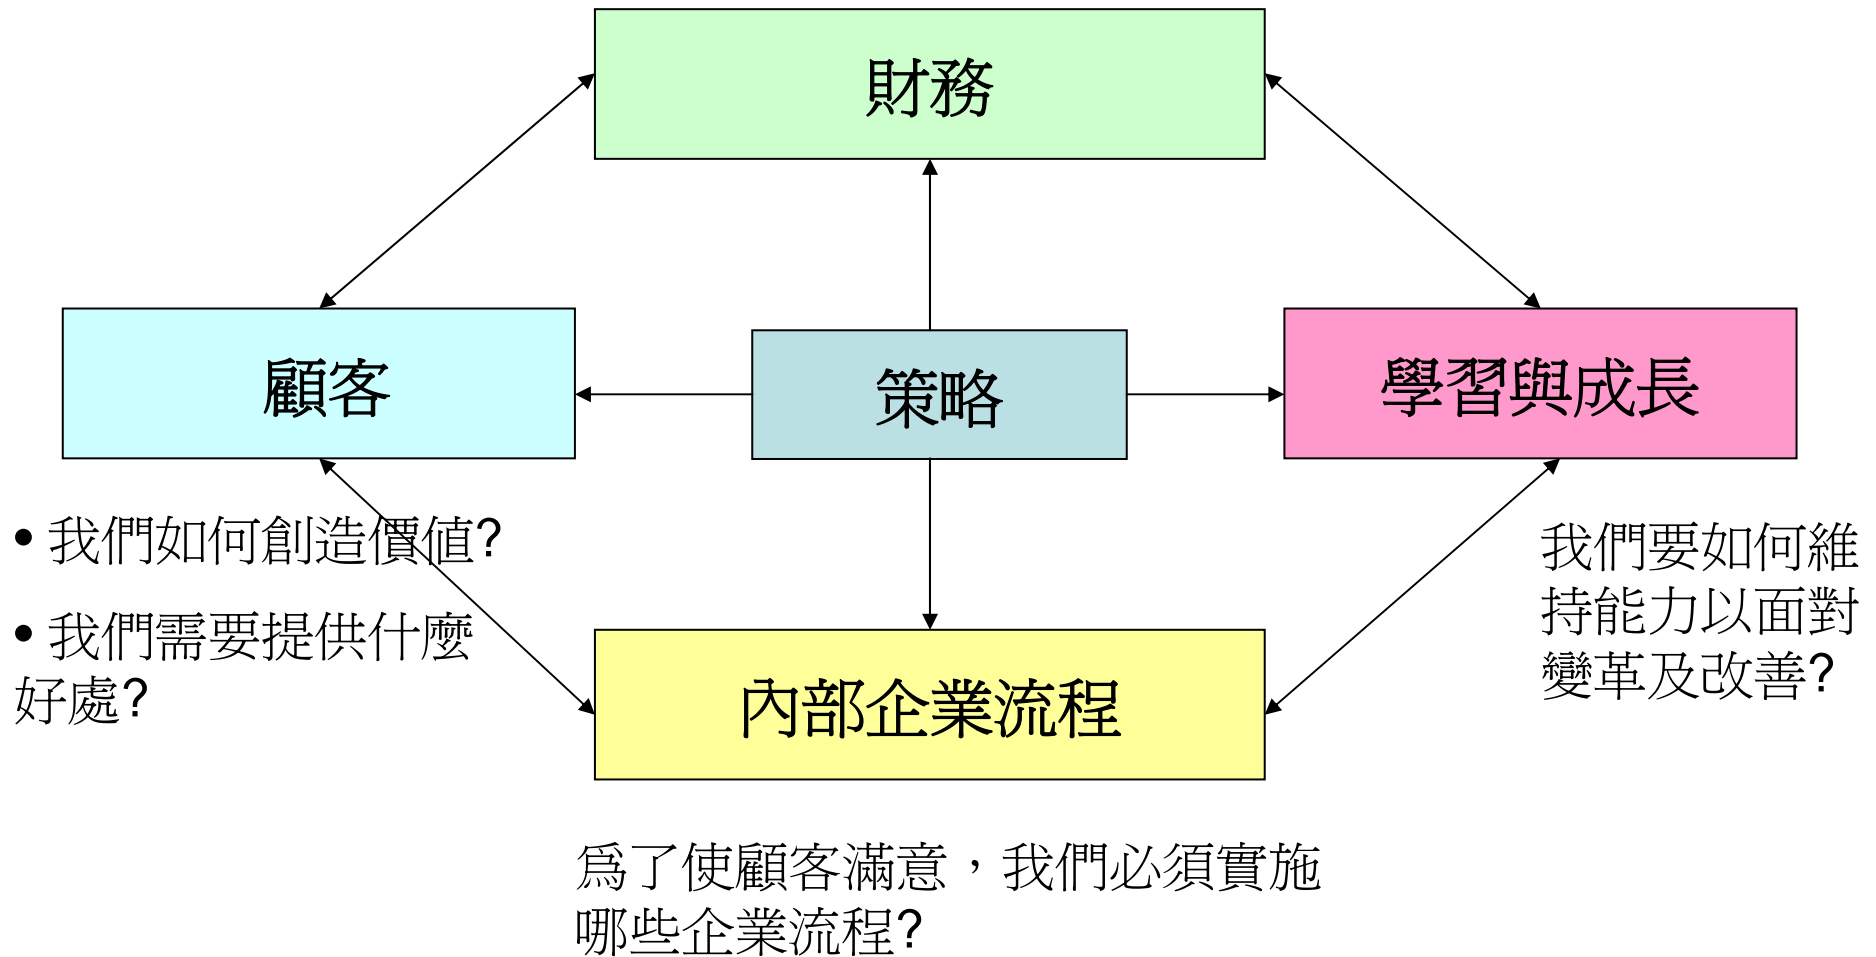 財務
顧客
策略
學習與成長
• 我們如何創造價值?
• 我們需要提供什麼
好處?
我們要如何維
持能力以面對
變革及改善?
內部企業流程
為了使顧客滿意，我們必須實施
哪些企業流程?